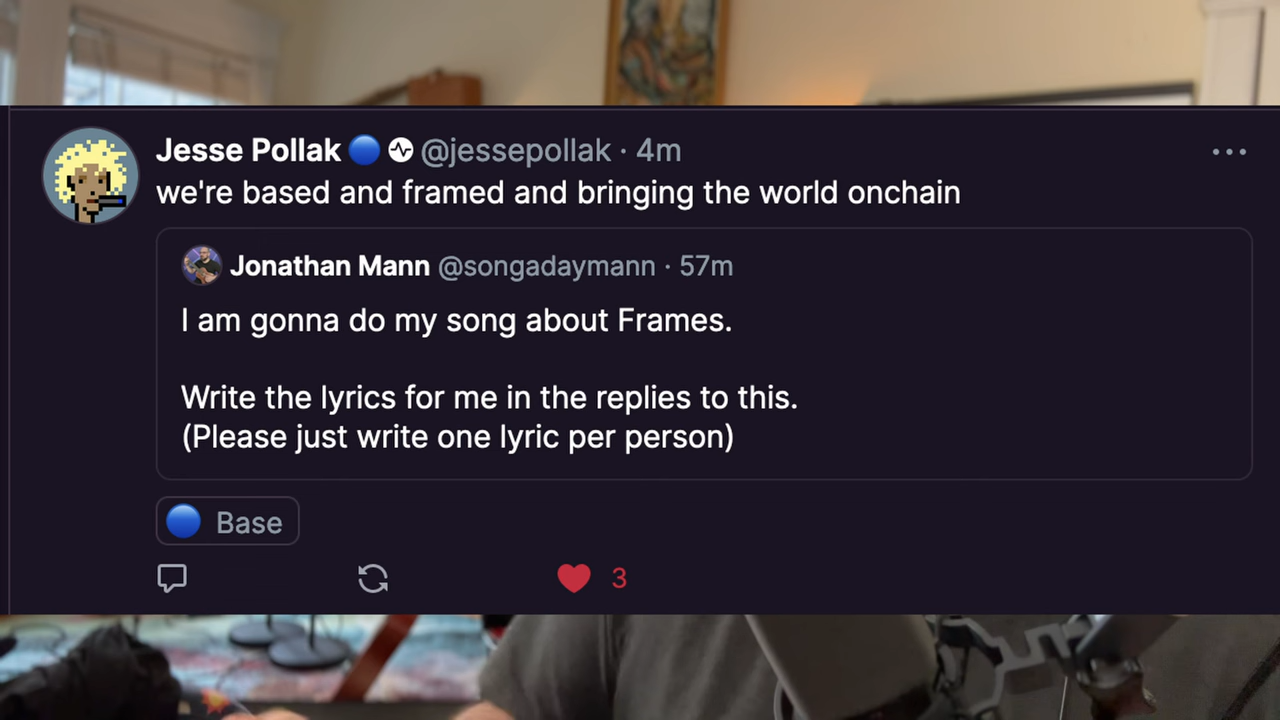 Jesse Pollak 🔵 @jessepollak · 4m
we're based and framed and bringing the world onchain
Jonathan Mann @songadaymann · 57m
I am gonna do my song about Frames.
Write the lyrics for me in the replies to this.
(Please just write one lyric per person)
🔵 Base
3